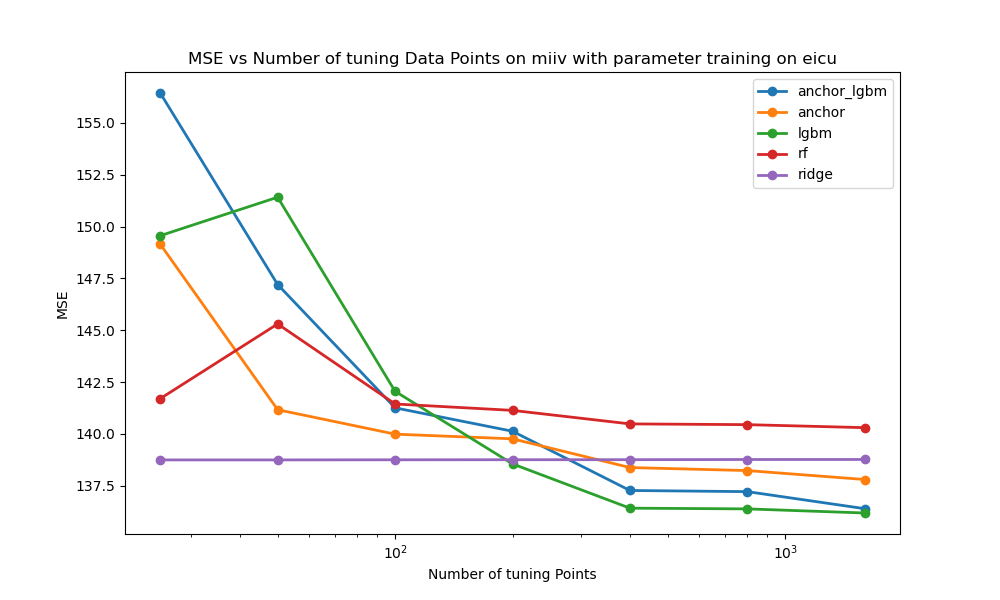 MSE vs Number of tuning Data Points on miiv with parameter training on eicu
anchor_lgbm
anchor
lgbm
rf
ridge
155.0
152.5
150.0
147.5
145.0
142.5
140.0
137.5
MSE
10²
10³
Number of tuning Points